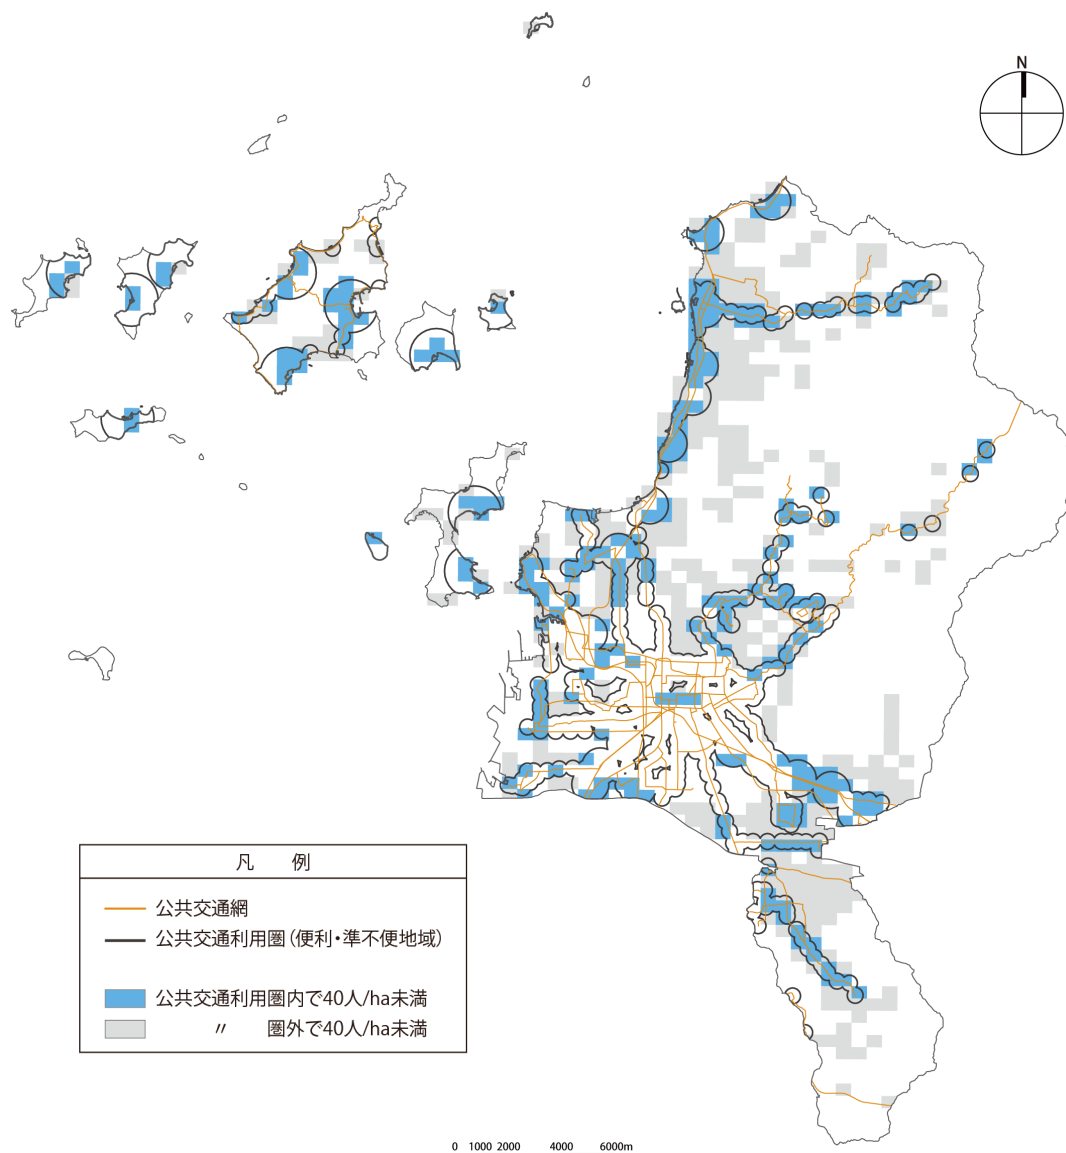 N
凡 例
公共交通網
公共交通利用圏（便利・準不便地域）
公共交通利用圏内で40人/ha未満
〃 圏外で40人/ha未満
0 1000 2000 4000 6000m